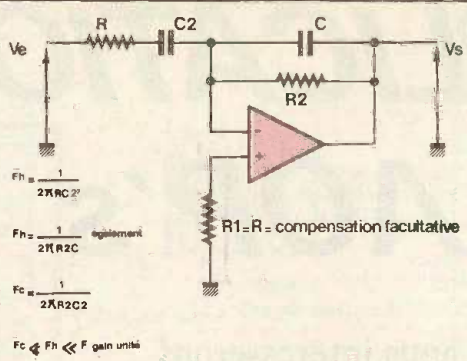 R C2 C
Ve Vs
R2
-
+
Fh = 1/2πRC2
R1=R= compensation facultative
Fh = 1/2πR2C egalement
Fc = 1/2πR2C2
Fc < Fh << F gain unité